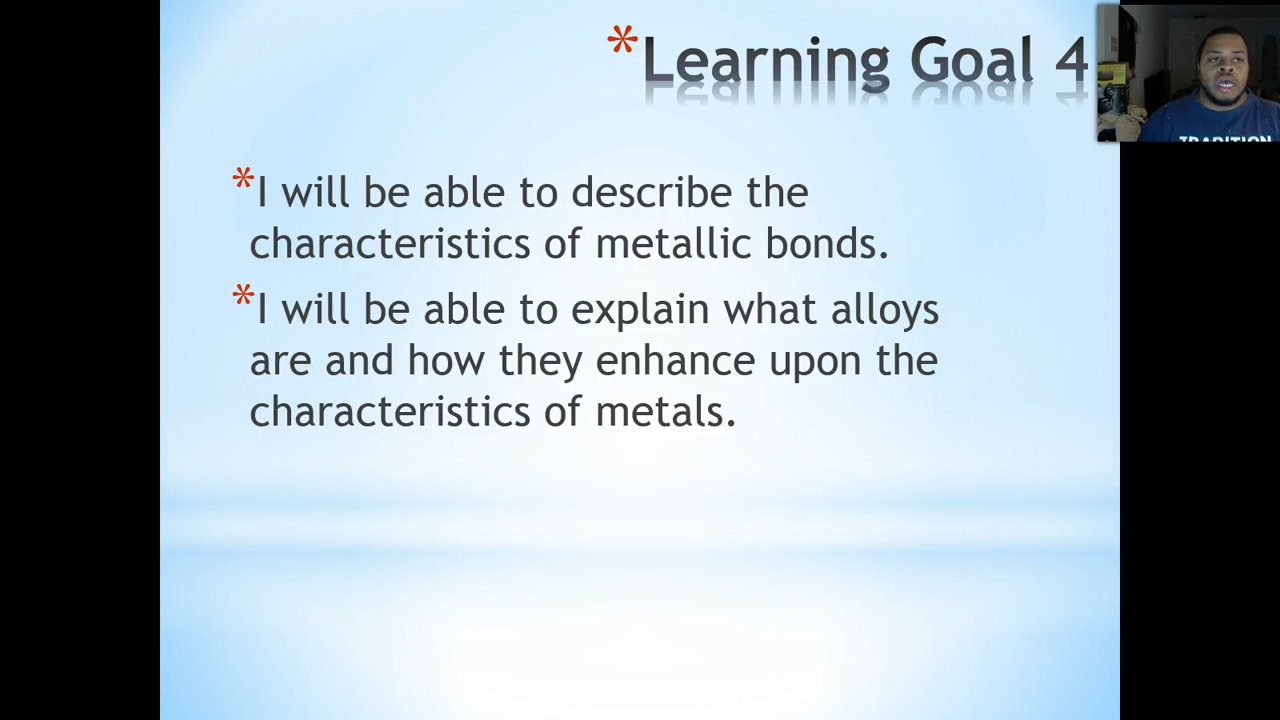 *Learning Goal 4
*I will be able to describe the
characteristics of metallic bonds.
*I will be able to explain what alloys
are and how they enhance upon the
characteristics of metals.
TRADITION